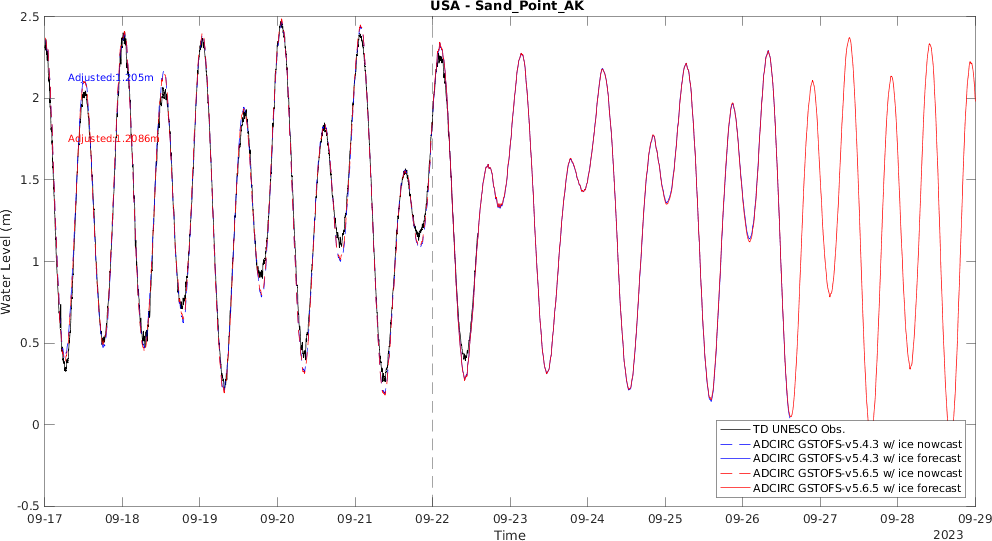 USA - Sand_Point_AK
2.5
2
1.5
1
0.5
0
-0.5
Water Level (m)
Adjusted:1.205m
Adjusted:1.2086m
TD UNESCO Obs.
ADCIRC GSTOFS-v5.4.3 w/ ice nowcast
ADCIRC GSTOFS-v5.4.3 w/ ice forecast
ADCIRC GSTOFS-v5.6.5 w/ ice nowcast
ADCIRC GSTOFS-v5.6.5 w/ ice forecast
09-17 09-18 09-19 09-20 09-21 09-22 09-23 09-24 09-25 09-26 09-27 09-28 09-29
Time
2023